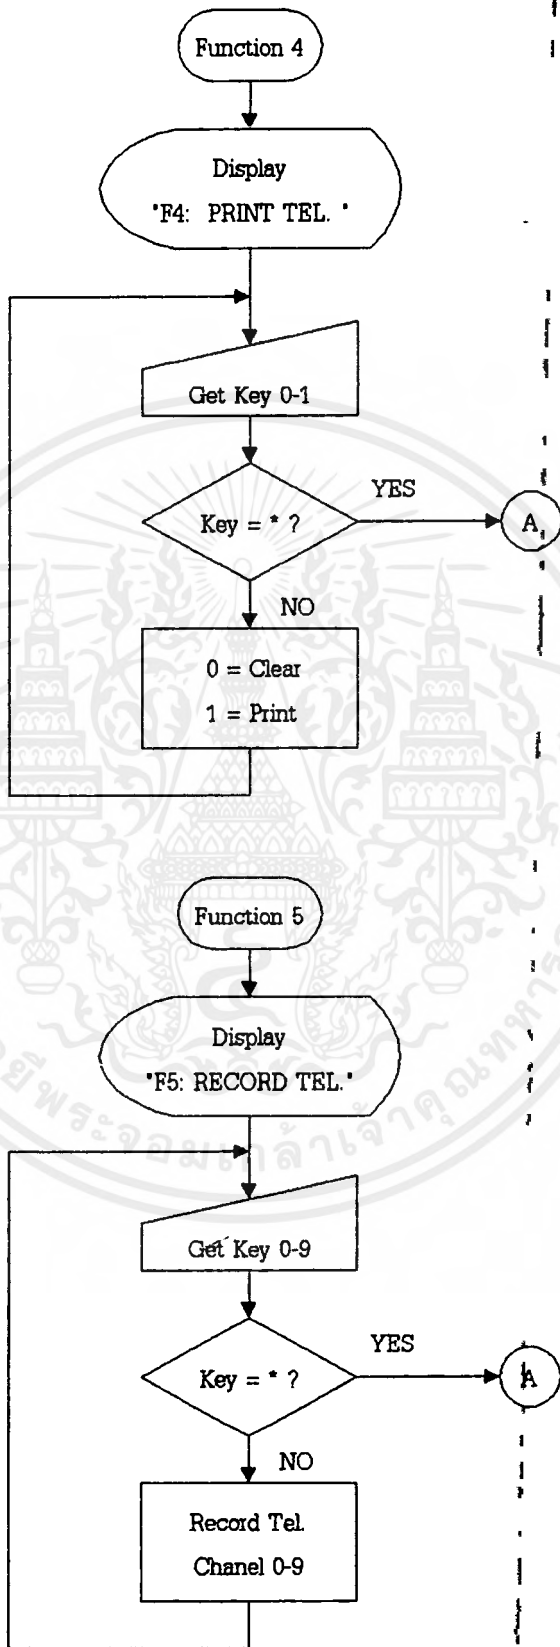 Function 4
Display
"F4: PRINT TEL. "
Get Key 0-1
Key = * ?
YES
A
NO
0 = Clear
1 = Print
Function 5
Display
"F5: RECORD TEL."
Get Key 0-9
Key = * ?
YES
A
NO
Record Tel.
Chanel 0-9